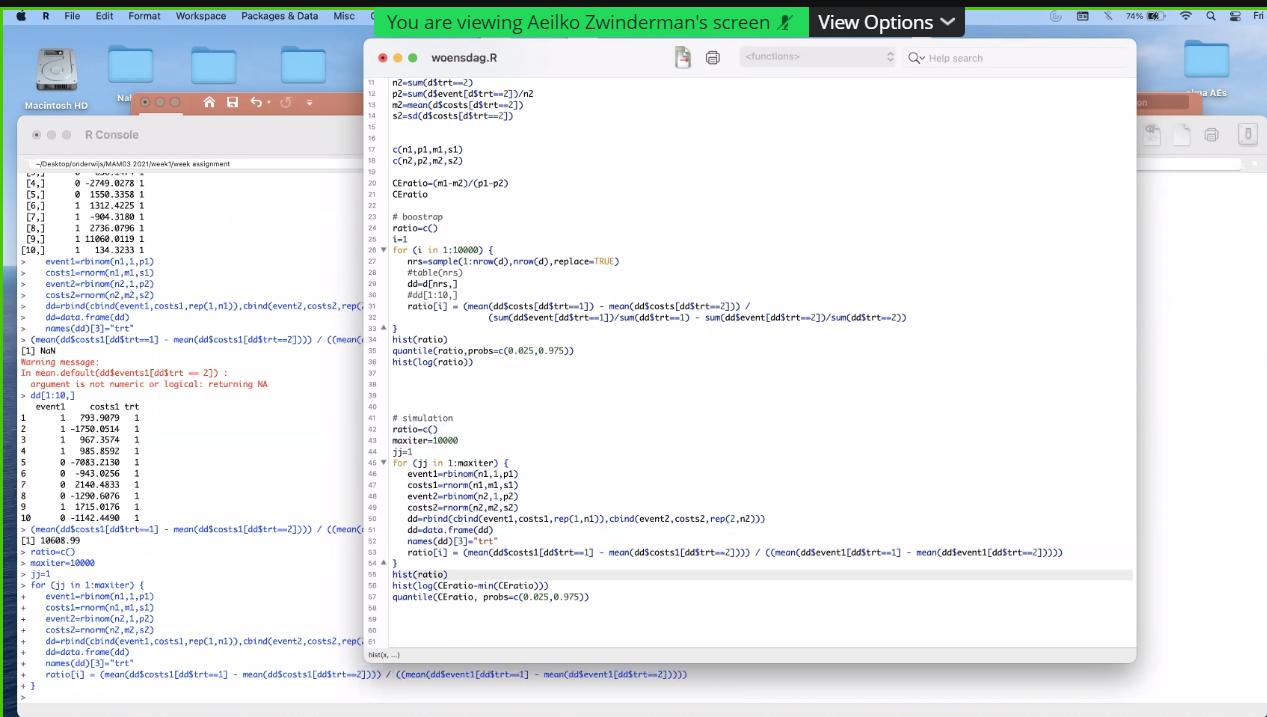 R File Edit Format Workspace Packages & Data Misc
74%
Fri
You are viewing Aeilko Zwinderman's screen
View Options
Macintosh HD
woensdag.R
<functions>
Help search
R Console
~/Desktop/onderwijs/MAM03 2021/week1/week assignment
[4,] 0 -2749.0278 1
[5,] 0 1550.3358 1
[6,] 1 1312.4225 1
[7,] 1 -904.3180 1
[8,] 1 2736.0796 1
[9,] 1 11060.0119 1
[10,] 1 134.3233 1
> event1=rbinom(n1,1,p1)
> costs1=rnorm(n1,m1,s1)
> event2=rbinom(n2,1,p2)
> costs2=rnorm(n2,m2,s2)
> dd=rbind(cbind(event1,costs1,rep(1,n1)),cbind(event2,costs2,rep(2
> dd=data.frame(dd)
> names(dd)[3]="trt"
> (mean(dd$costs1[dd$trt==1] - mean(dd$costs1[dd$trt==2]))) / ((mean(
[1] NaN
Warning message:
In mean.default(dd$events1[dd$trt == 2]) :
argument is not numeric or logical: returning NA
> dd[1:10,]
event1 costs1 trt
1 1 793.9079 1
2 1 -1750.0514 1
3 1 967.3574 1
4 1 985.8592 1
5 0 -7083.2130 1
6 0 -943.0256 1
7 0 2140.4833 1
8 0 -1290.6076 1
9 1 1715.0176 1
10 0 -1142.4490 1
> (mean(dd$costs1[dd$trt==1] - mean(dd$costs1[dd$trt==2]))) / ((mean(
[1] 10608.99
> ratio=c()
> maxiter=10000
> jj=1
> for (jj in 1:maxiter) {
+ event1=rbinom(n1,1,p1)
+ costs1=rnorm(n1,m1,s1)
+ event2=rbinom(n2,1,p2)
+ costs2=rnorm(n2,m2,s2)
+ dd=rbind(cbind(event1,costs1,rep(1,n1)),cbind(event2,costs2,rep(2
+ dd=data.frame(dd)
+ names(dd)[3]="trt"
+ ratio[i] = (mean(dd$costs1[dd$trt==1] - mean(dd$costs1[dd$trt==2]))) / ((mean(dd$event1[dd$trt==1] - mean(dd$event1[dd$trt==2]))))
+ }
>
11 n2=sum(d$trt==2)
12 p2=sum(d$event[d$trt==2])/n2
13 m2=mean(d$costs[d$trt==2])
14 s2=sd(d$costs[d$trt==2])
15
16
17 c(n1,p1,m1,s1)
18 c(n2,p2,m2,s2)
19
20 CEratio=(m1-m2)/(p1-p2)
21 CEratio
22
23 # boostrap
24 ratio=c()
25 i=1
26 for (i in 1:10000) {
27 nrs=sample(1:nrow(d),nrow(d),replace=TRUE)
28 #table(nrs)
29 dd=d[nrs,]
30 #dd[1:10,]
31 ratio[i] = (mean(dd$costs[dd$trt==1]) - mean(dd$costs[dd$trt==2])) /
32 (sum(dd$event[dd$trt==1])/sum(dd$trt==1) - sum(dd$event[dd$trt==2])/sum(dd$trt==2))
33 }
34 hist(ratio)
35 quantile(ratio,probs=c(0.025,0.975))
36 hist(log(ratio))
37
38
39
40
41 # simulation
42 ratio=c()
43 maxiter=10000
44 jj=1
45 for (jj in 1:maxiter) {
46 event1=rbinom(n1,1,p1)
47 costs1=rnorm(n1,m1,s1)
48 event2=rbinom(n2,1,p2)
49 costs2=rnorm(n2,m2,s2)
50 dd=rbind(cbind(event1,costs1,rep(1,n1)),cbind(event2,costs2,rep(2,n2)))
51 dd=data.frame(dd)
52 names(dd)[3]="trt"
53 ratio[i] = (mean(dd$costs1[dd$trt==1] - mean(dd$costs1[dd$trt==2]))) / ((mean(dd$event1[dd$trt==1] - mean(dd$event1[dd$trt==2]))))
54 }
55 hist(ratio)
56 hist(log(CEratio-min(CEratio)))
57 quantile(CEratio, probs=c(0.025,0.975))
58
59
60
61
hist(x, ...)